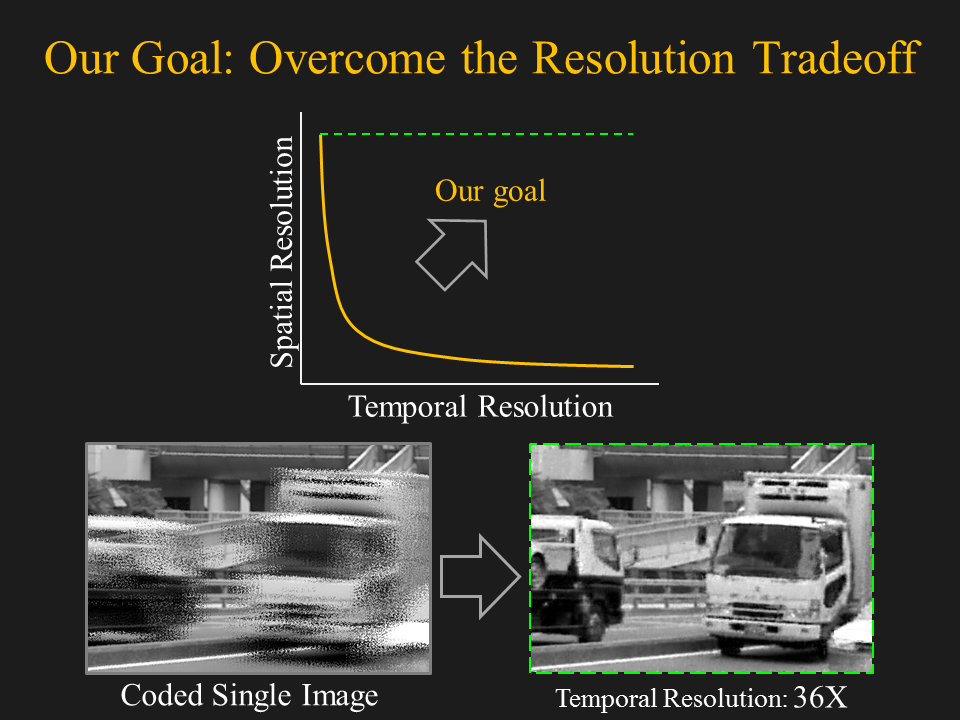 Our Goal: Overcome the Resolution Tradeoff
Spatial Resolution
Our goal
Temporal Resolution
Coded Single Image
Temporal Resolution: 36X